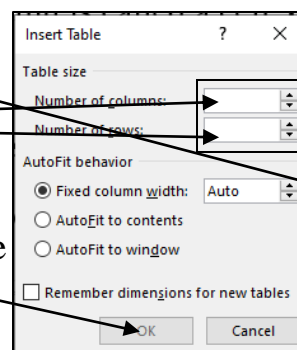 Insert Table ? ×
Table size
Number of columns:
Number of rows:
AutoFit behavior
Fixed column width: Auto
AutoFit to contents
AutoFit to window
e
Remember dimensions for new tables
OK Cancel